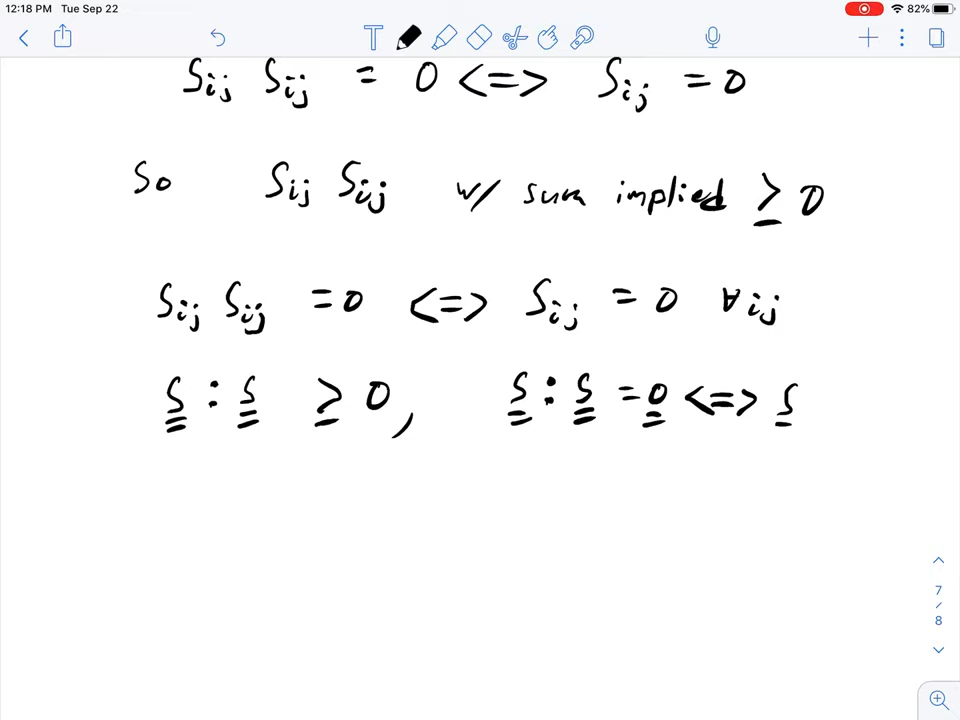 12:18 PM Tue Sep 22 82%
T
Sij Sij = 0 <=> Sij = 0
So Sij Sij w/ sum implied ≥ 0
Sij Sij = 0 <=> Sij = 0 ∀ij
S : S ≥ 0, S : S = 0 <=> S
7
/
8